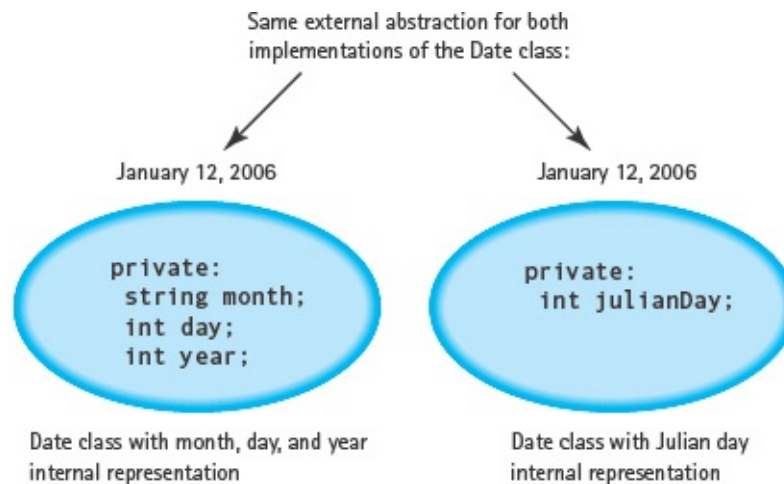 Same external abstraction for both
implementations of the Date class:
January 12, 2006
January 12, 2006
private:
string month;
int day;
int year;
private:
int julianDay;
Date class with month, day, and year
internal representation
Date class with Julian day
internal representation